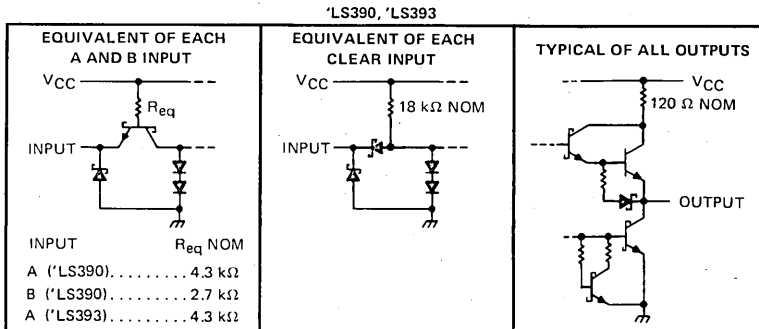 'LS390, 'LS393
EQUIVALENT OF EACH
A AND B INPUT
VCC
Req
INPUT
INPUT Req NOM
A ('LS390)......... 4.3 kΩ
B ('LS390)......... 2.7 kΩ
A ('LS393)......... 4.3 kΩ
EQUIVALENT OF EACH
CLEAR INPUT
VCC
18 kΩ NOM
INPUT
TYPICAL OF ALL OUTPUTS
VCC
120 Ω NOM
OUTPUT